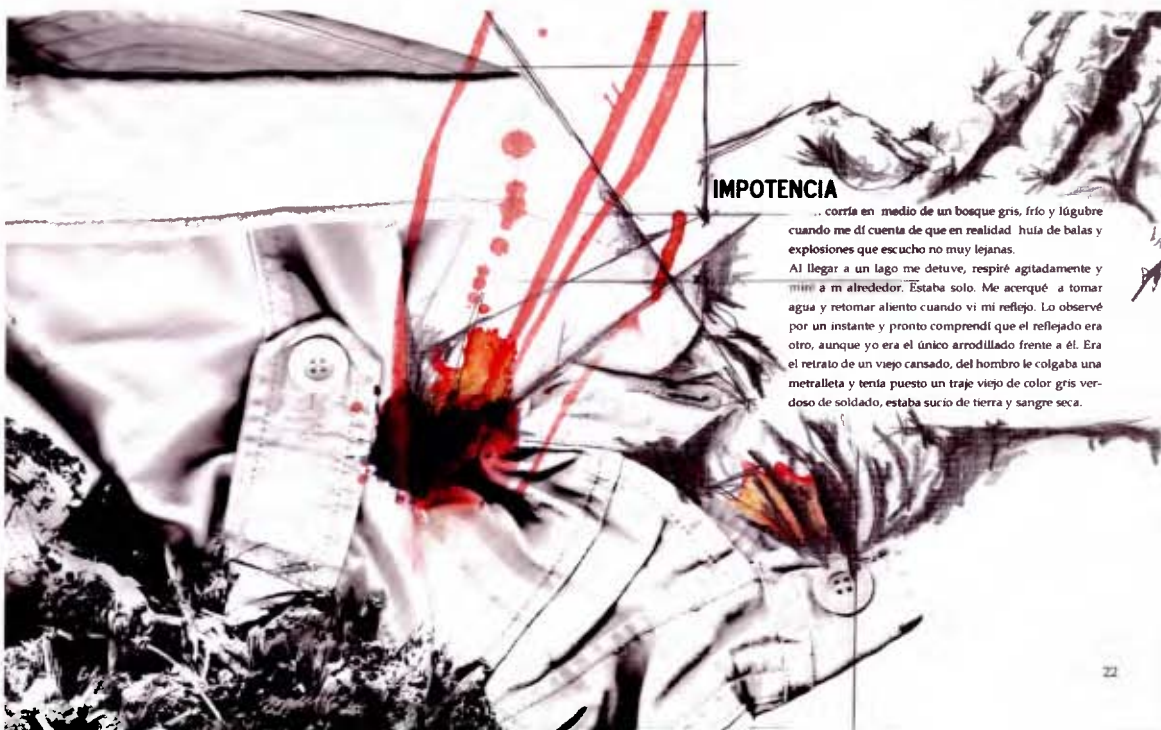 IMPOTENCIA
.. corría en medio de un bosque gris, frío y lúgubre
cuando me dí cuenta de que en realidad huía de balas y
explosiones que escucho no muy lejanas.
Al llegar a un lago me detuve, respiré agitadamente y
miré a m alrededor. Estaba solo. Me acerqué a tomar
agua y retomar aliento cuando vi mi reflejo. Lo observé
por un instante y pronto comprendí que el reflejado era
otro, aunque yo era el único arrodillado frente a él. Era
el retrato de un viejo cansado, del hombro le colgaba una
metralleta y tenía puesto un traje viejo de color gris ver-
doso de soldado, estaba sucio de tierra y sangre seca.
22